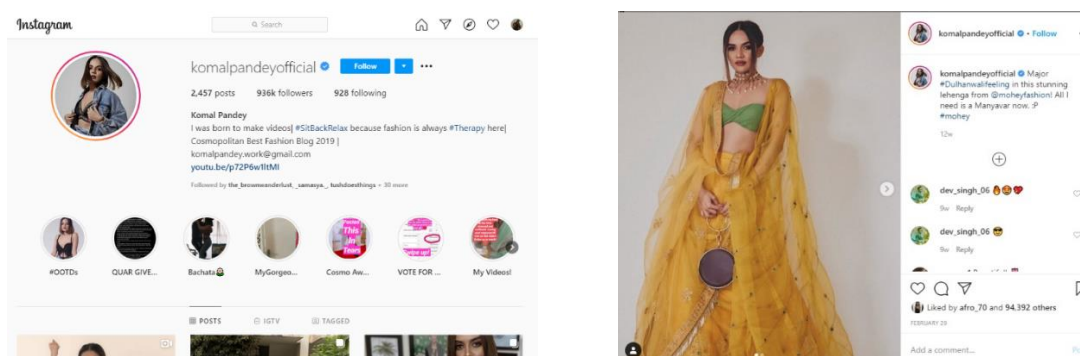 Instagram
Search
komalpandeyofficial Follow
2,457 posts 936k followers 928 following
Komal Pandey
I was born to make videos| #SitBackRelax because fashion is always #Therapy here|
Cosmopolitan Best Fashion Blog 2019 |
komalpandey.work@gmail.com
youtu.be/p72P6w1ltMI
Followed by the_brownwanderlust, _samasya_, tushdoesthings + 30 more
#OOTDs QUAR GIVE... Bachata MyGorgeo... Cosmo Aw... VOTE FOR ... My Videos!
POSTS IGTV TAGGED
komalpandeyofficial • Follow
komalpandeyofficial Major
#Dulhanwalifeeling in this stunning
lehenga from @moheyfashion! All I
need is a Manyavar now. :P
#mohey
12w
dev_singh_06 🔥😍💖
9w Reply
dev_singh_06 😎
9w Reply
Liked by afro_70 and 94,392 others
FEBRUARY 29
Add a comment...